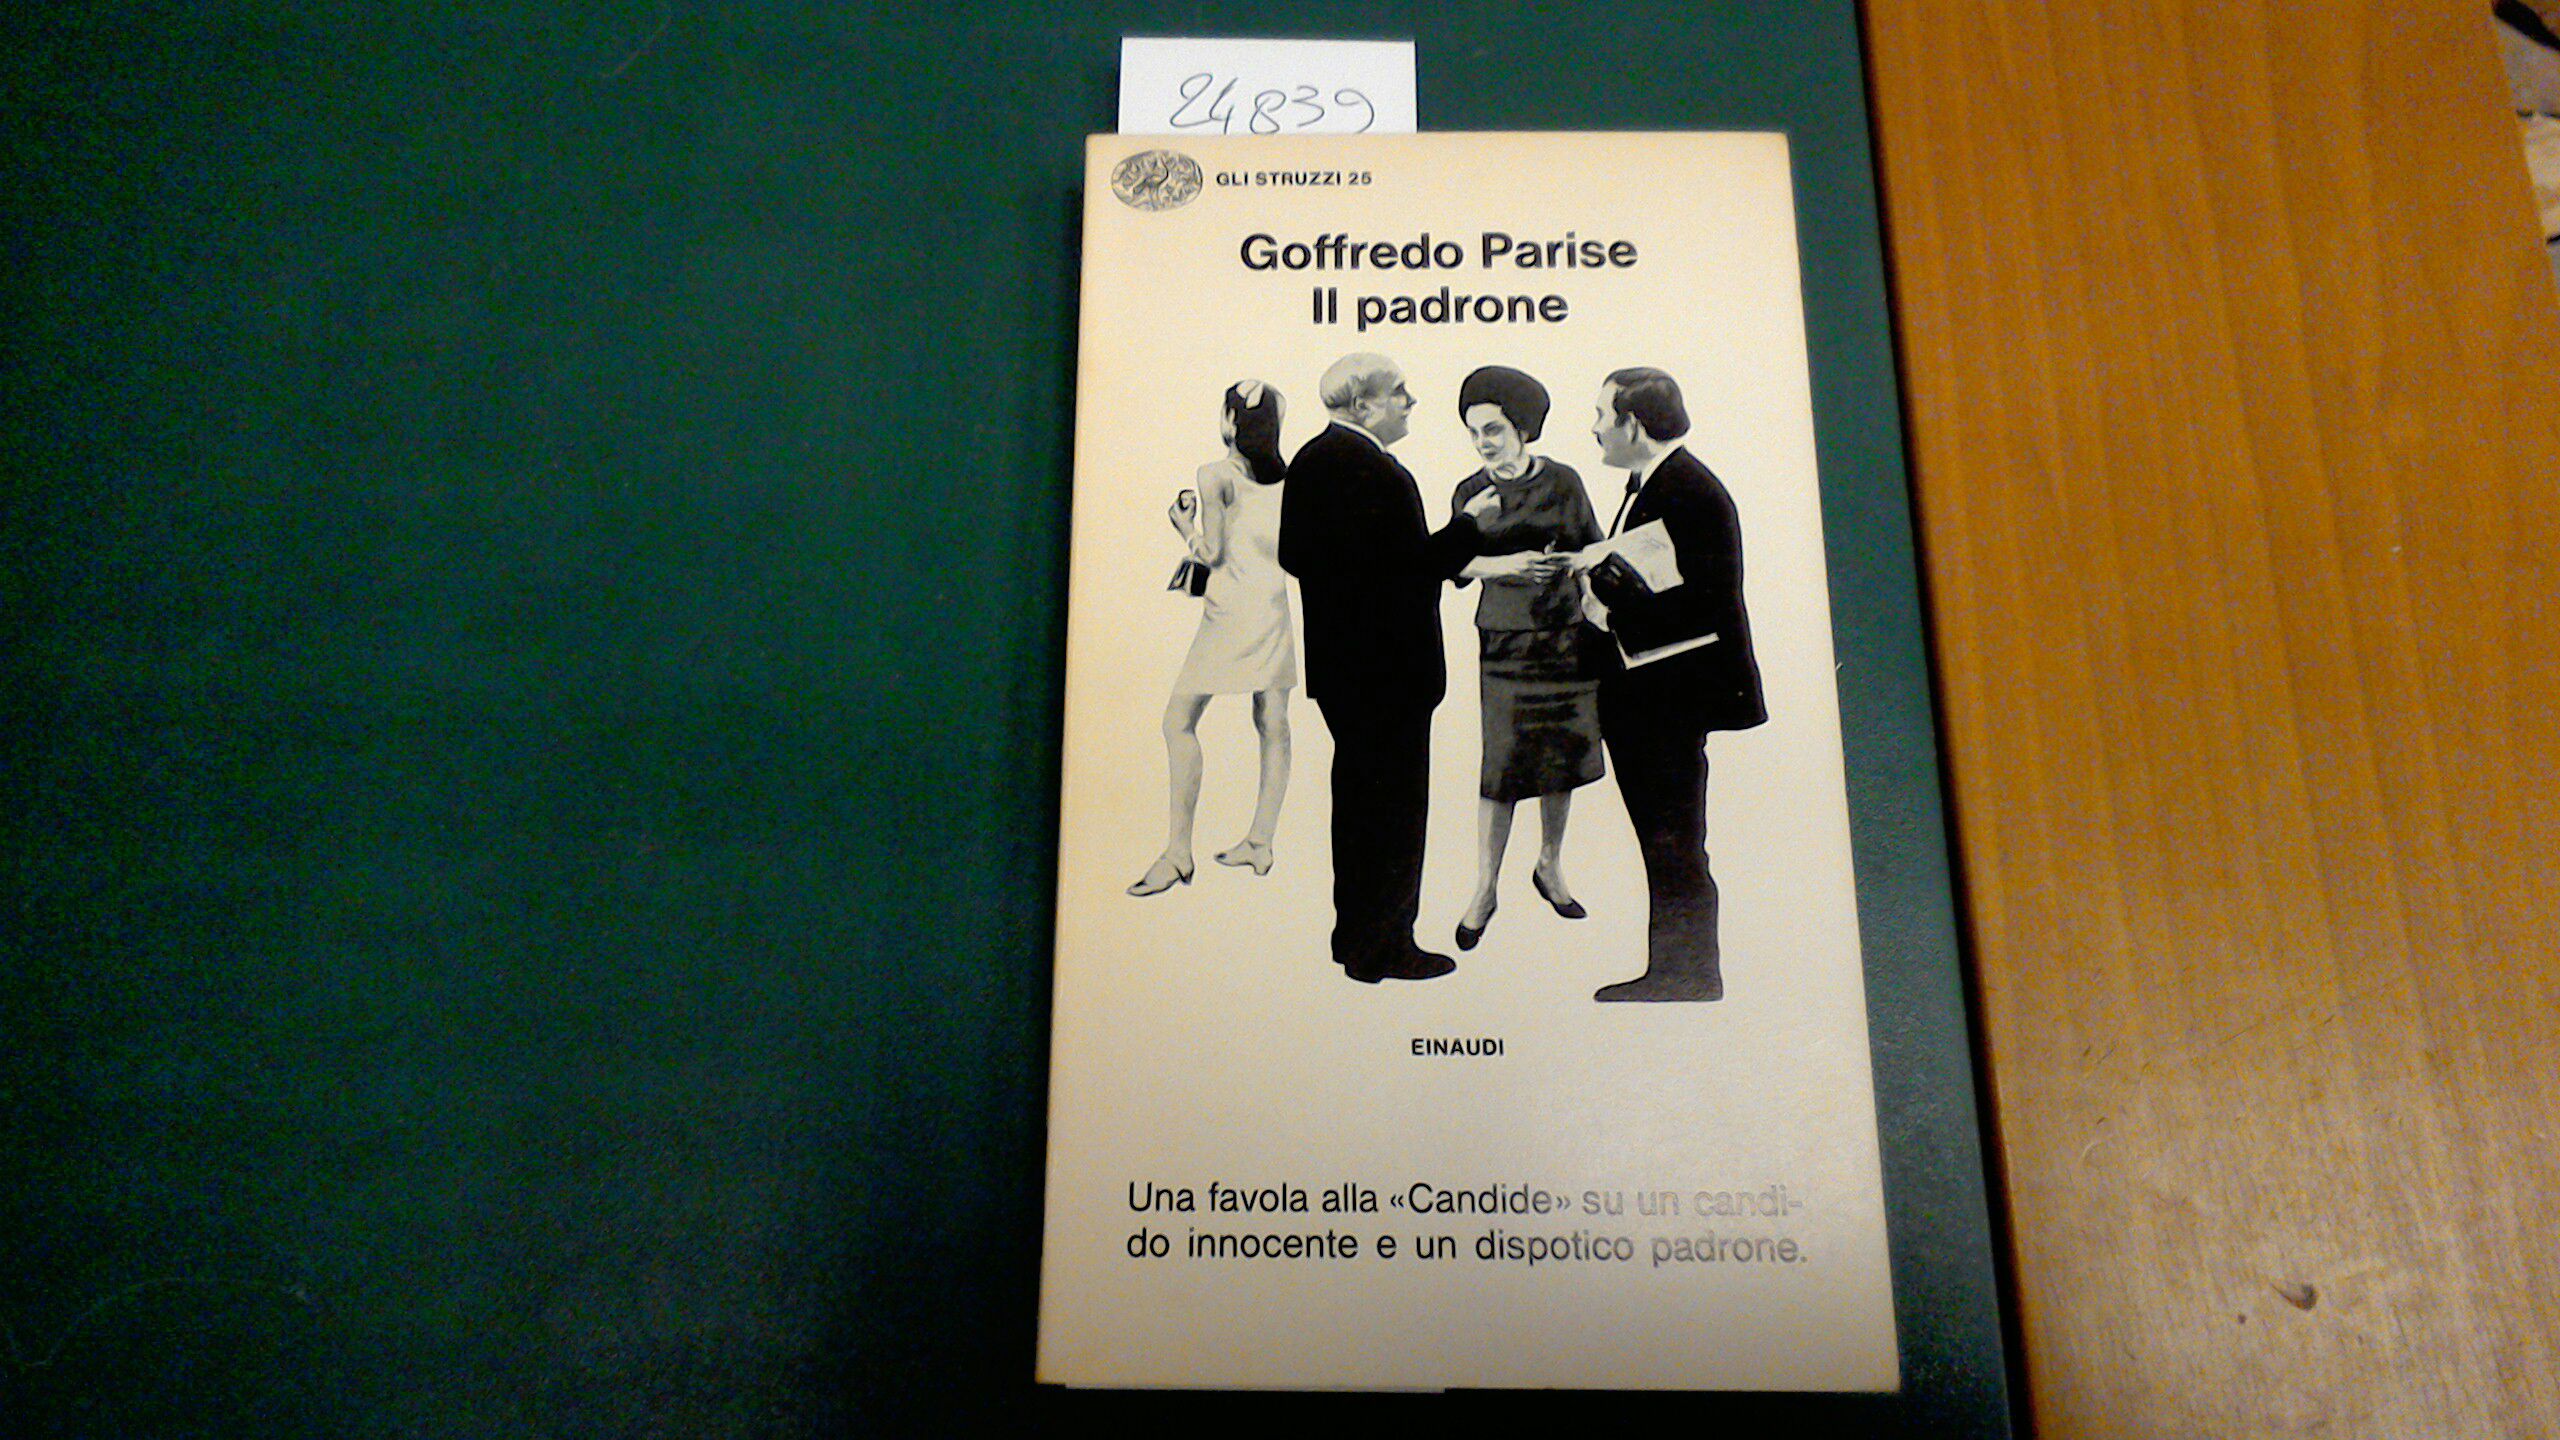 24839
GLI STRUZZI 25
Goffredo Parise
Il padrone
EINAUDI
Una favola alla «Candide» su un candi-
do innocente e un dispotico padrone.